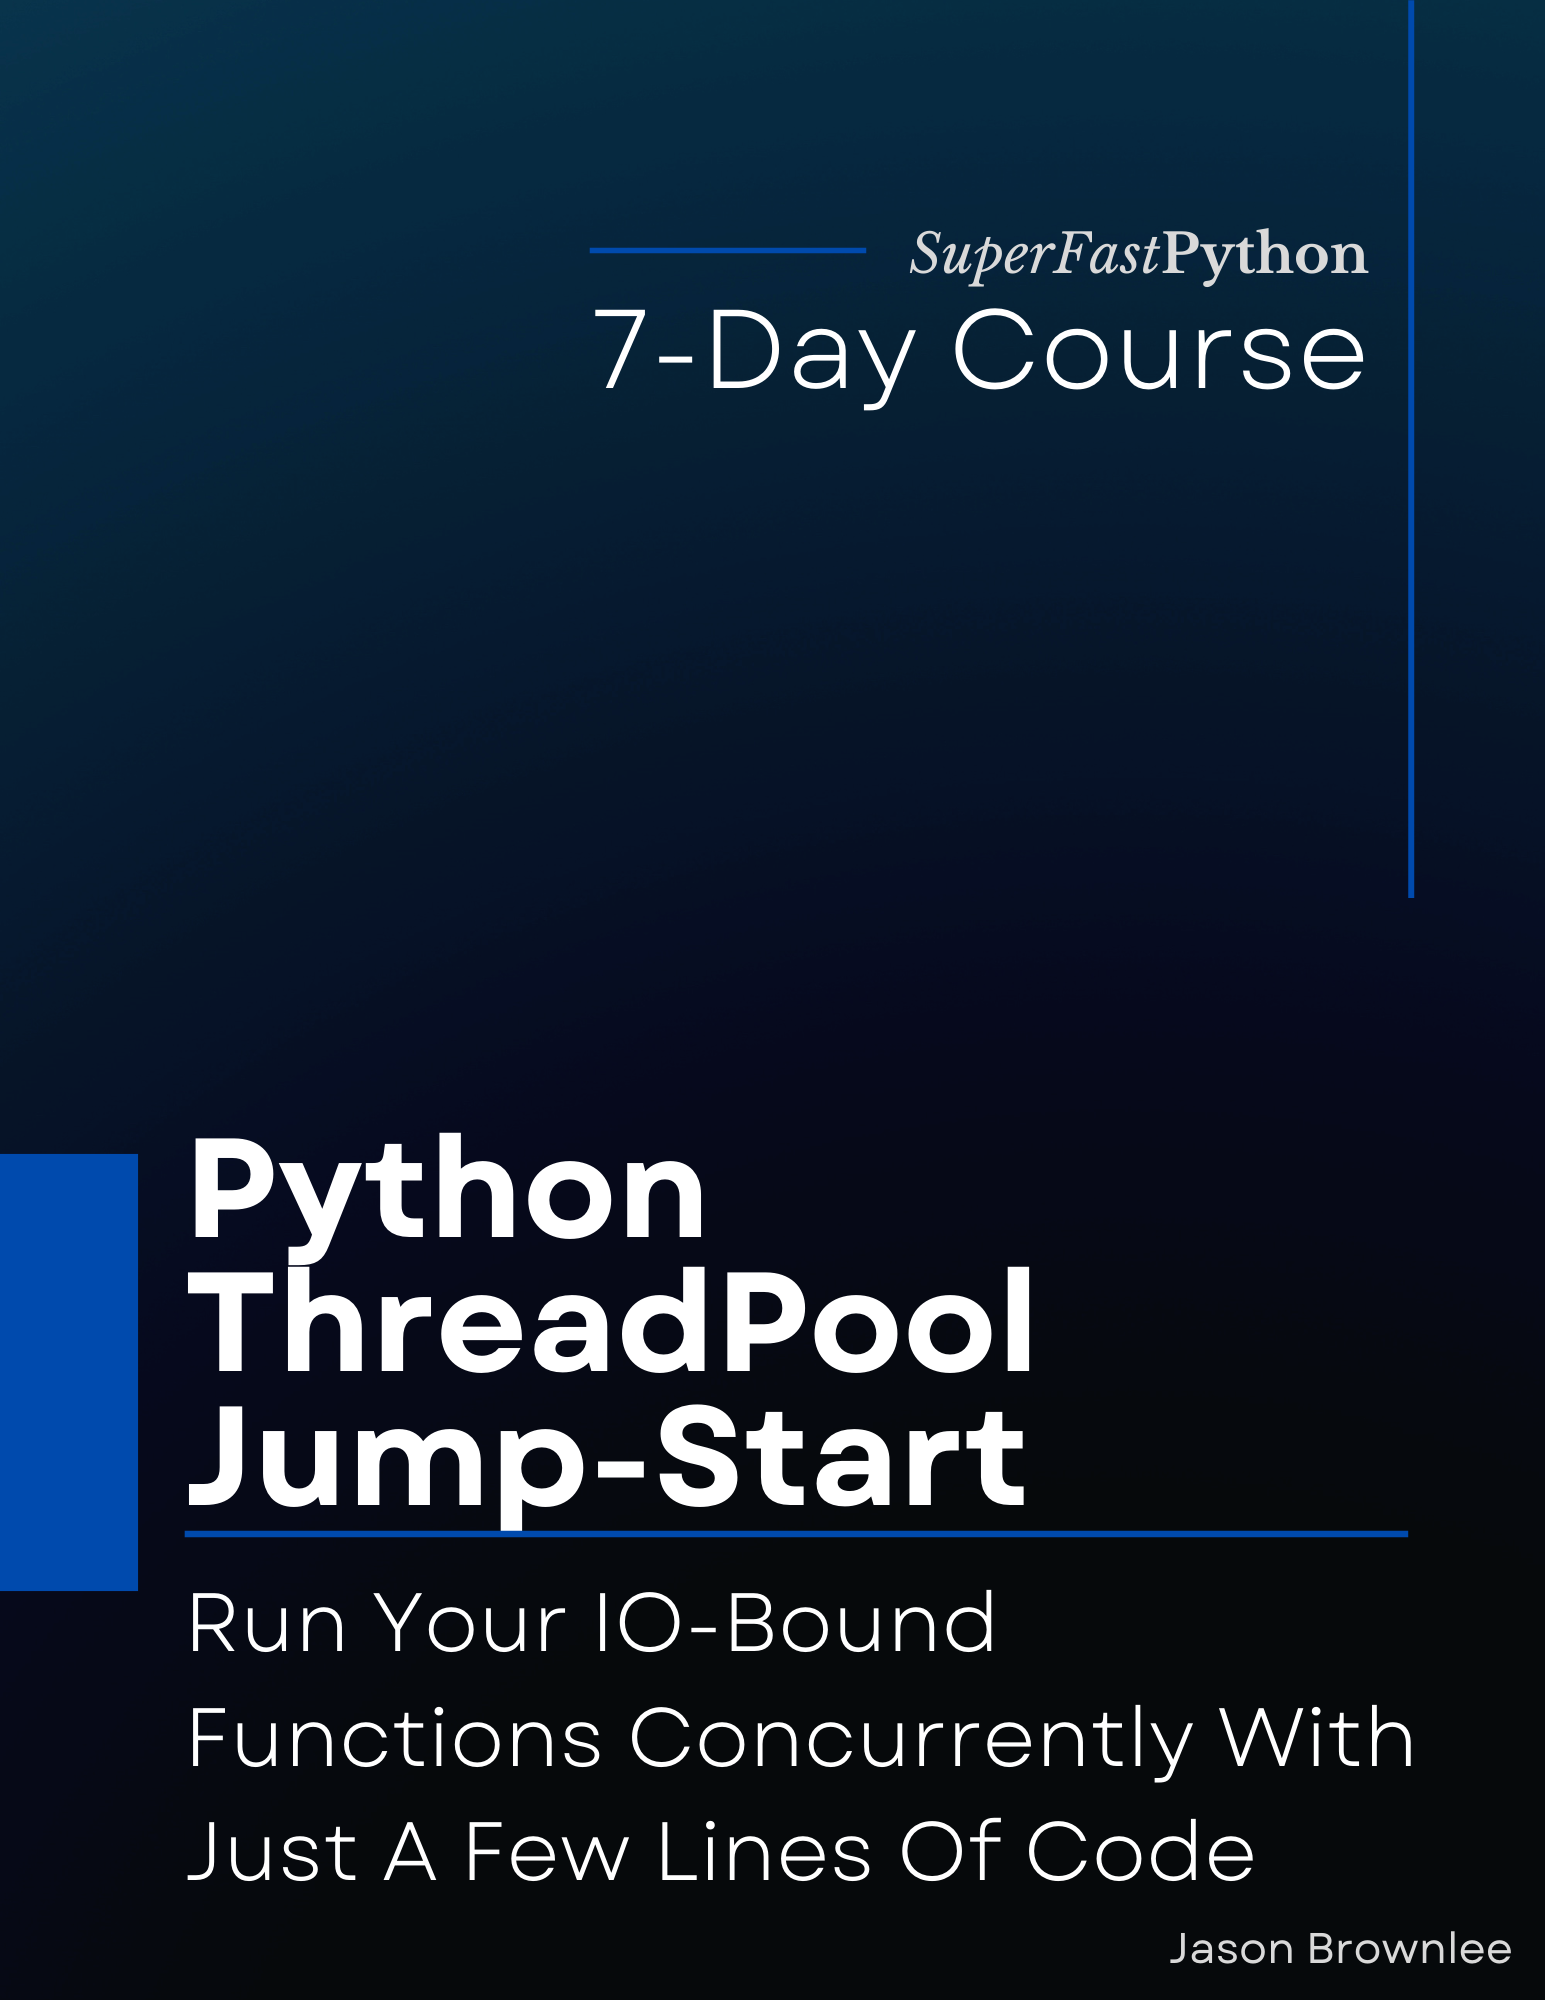 SuperFastPython
7-Day Course
Python
ThreadPool
Jump-Start
Run Your IO-Bound
Functions Concurrently With
Just A Few Lines Of Code
Jason Brownlee